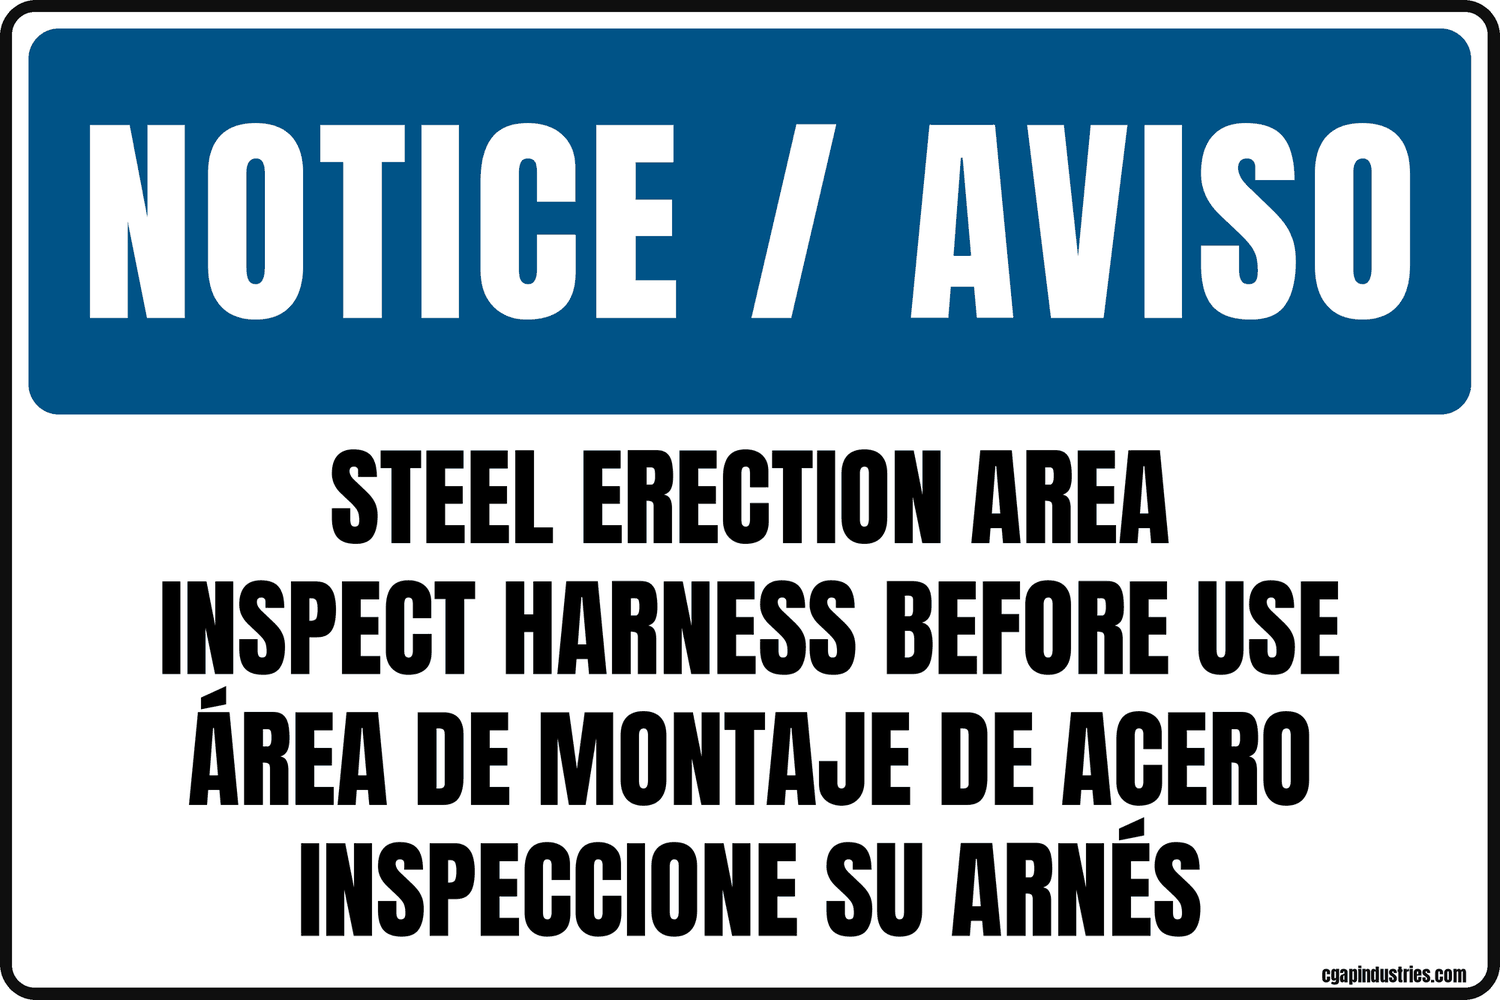 NOTICE / AVISO
STEEL ERECTION AREA
INSPECT HARNESS BEFORE USE
ÁREA DE MONTAJE DE ACERO
INSPECCIONE SU ARNÉS
cgapindustries.com